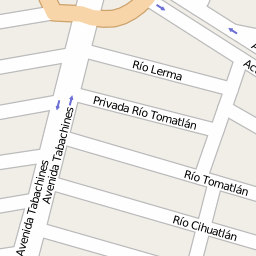 Río Lerma
Privada Río Tomatlán
Río Tomatlán
Río Cihuatlán
Avenida Tabachines
Avenida Tabachines